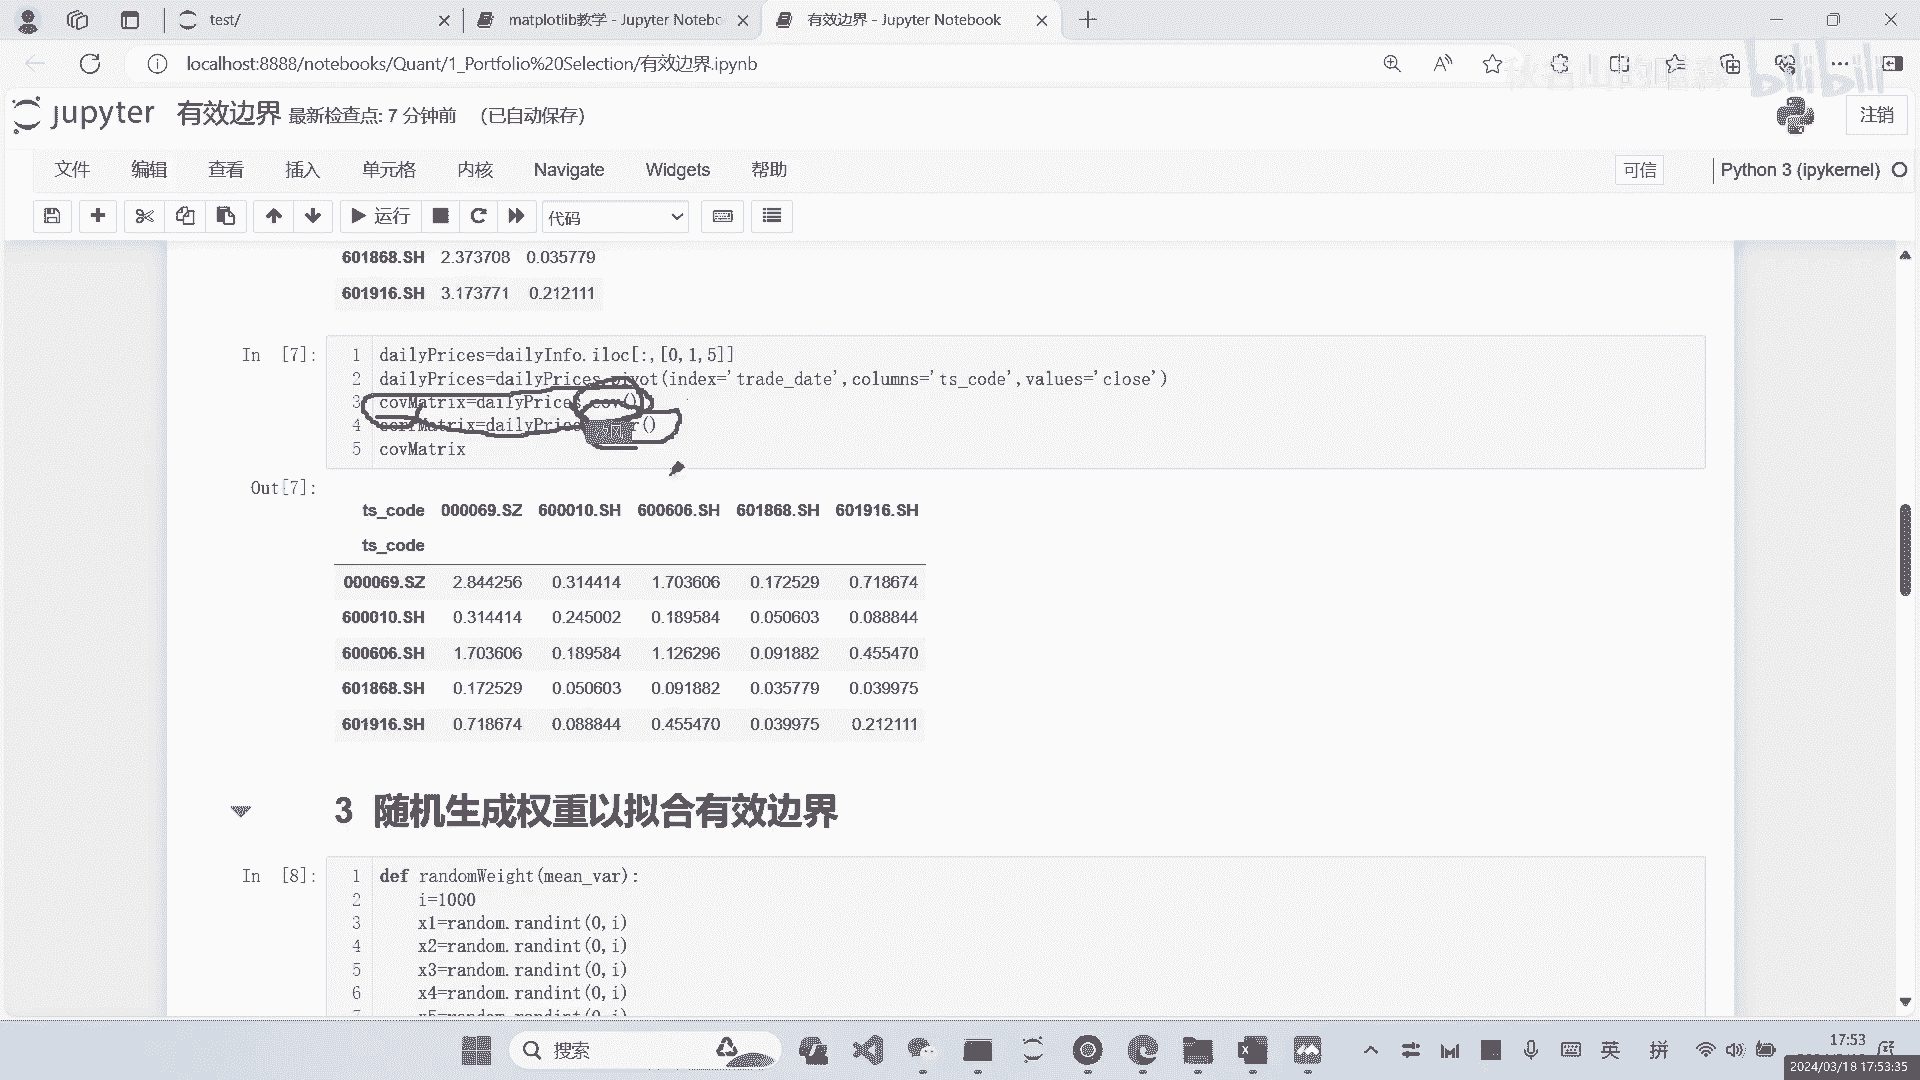 test/
matplotlib教学 - Jupyter Noteb
有效边界 - Jupyter Notebook
localhost:8888/notebooks/Quant/1_Portfolio%20Selection/有效边界.ipynb
bilibili
jupyter 有效边界 最新检查点: 7 分钟前 (已自动保存)
注销
文件 编辑 查看 插入 单元格 内核 Navigate Widgets 帮助
可信 Python 3 (ipykernel)
运行 代码
601868.SH 2.373708 0.035779
601916.SH 3.173771 0.212111
In [7]:
1 dailyPrices=dailyInfo.iloc[:,[0,1,5]]
2 dailyPrices=dailyPrices.pivot(index='trade_date',columns='ts_code',values='close')
3 covMatrix=dailyPrices.cov()
4 corrMatrix=dailyPrices r()
5 covMatrix
Out[7]:
ts_code 000069.SZ 600010.SH 600606.SH 601868.SH 601916.SH
ts_code
000069.SZ 2.844256 0.314414 1.703606 0.172529 0.718674
600010.SH 0.314414 0.245002 0.189584 0.050603 0.088844
600606.SH 1.703606 0.189584 1.126296 0.091882 0.455470
601868.SH 0.172529 0.050603 0.091882 0.035779 0.039975
601916.SH 0.718674 0.088844 0.455470 0.039975 0.212111
3 随机生成权重以拟合有效边界
In [8]:
1 def randomWeight(mean_var):
2 i=1000
3 x1=random.randint(0,i)
4 x2=random.randint(0,i)
5 x3=random.randint(0,i)
6 x4=random.randint(0,i)
7 x5=random.randint(0,i)
搜索
英 拼
17:53
2024/03/18 17:53:35